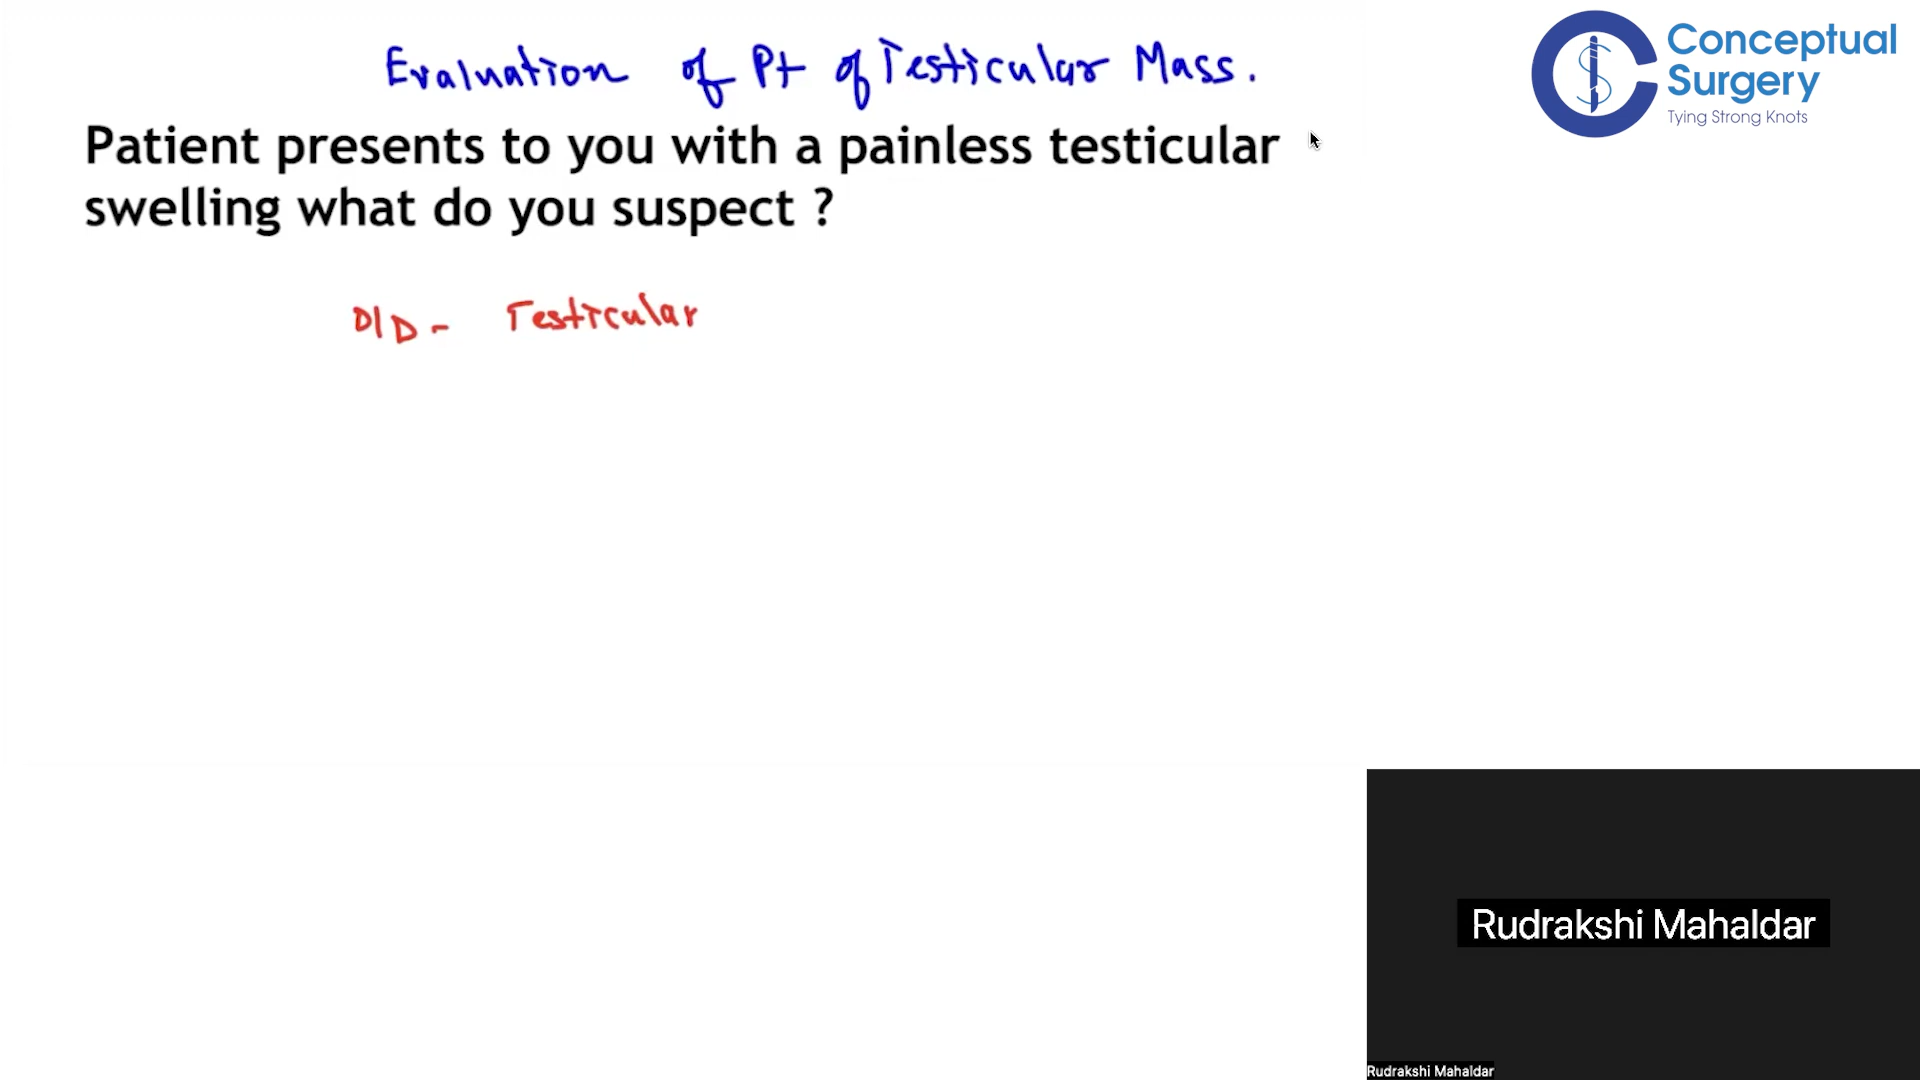 Evaluation of Pt of Testicular Mass.
Conceptual
Surgery
Tying Strong Knots
Patient presents to you with a painless testicular
swelling what do you suspect ?
D/D - Testicular
Rudrakshi Mahaldar
Rudrakshi Mahaldar